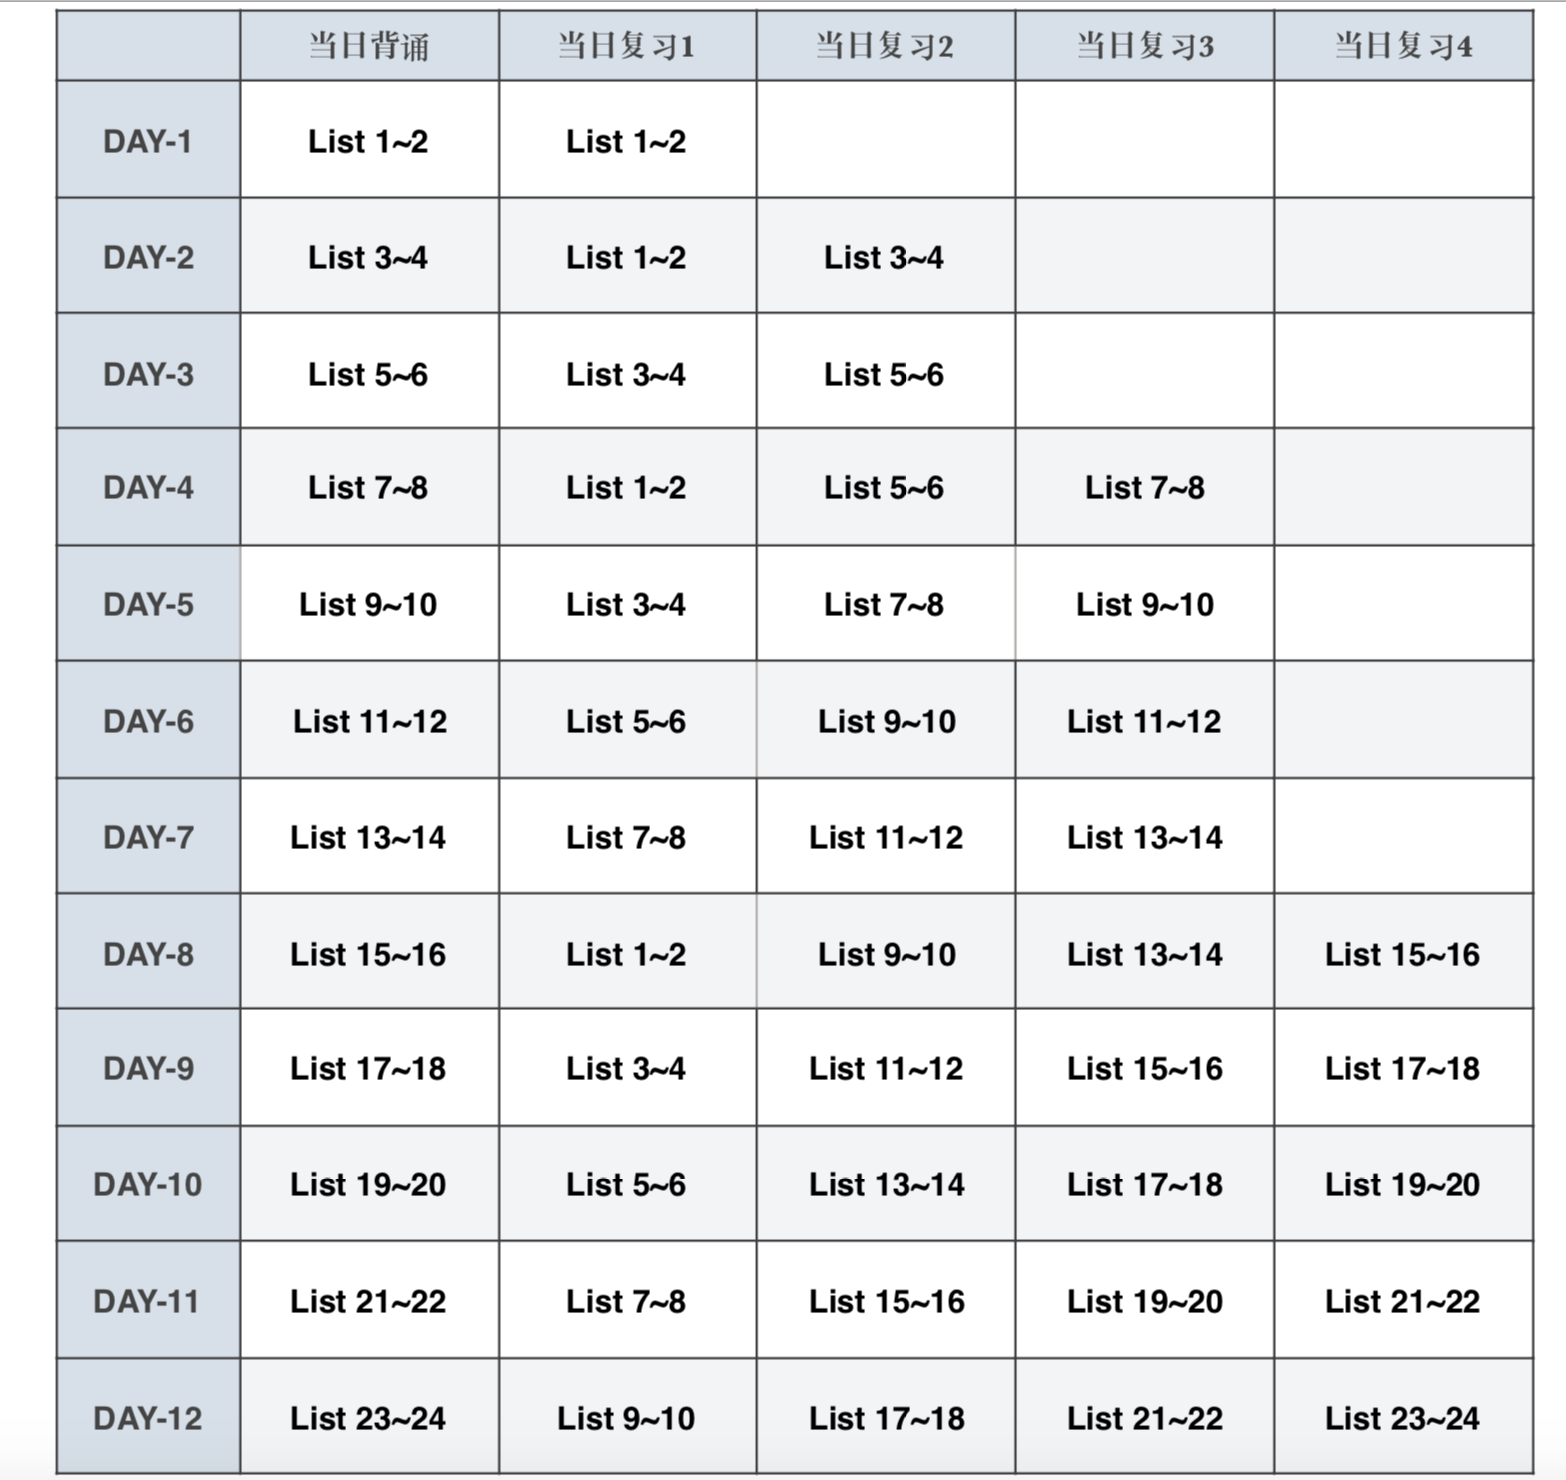 当日背诵 当日复习1 当日复习2 当日复习3 当日复习4
DAY-1 List 1~2 List 1~2
DAY-2 List 3~4 List 1~2 List 3~4
DAY-3 List 5~6 List 3~4 List 5~6
DAY-4 List 7~8 List 1~2 List 5~6 List 7~8
DAY-5 List 9~10 List 3~4 List 7~8 List 9~10
DAY-6 List 11~12 List 5~6 List 9~10 List 11~12
DAY-7 List 13~14 List 7~8 List 11~12 List 13~14
DAY-8 List 15~16 List 1~2 List 9~10 List 13~14 List 15~16
DAY-9 List 17~18 List 3~4 List 11~12 List 15~16 List 17~18
DAY-10 List 19~20 List 5~6 List 13~14 List 17~18 List 19~20
DAY-11 List 21~22 List 7~8 List 15~16 List 19~20 List 21~22
DAY-12 List 23~24 List 9~10 List 17~18 List 21~22 List 23~24